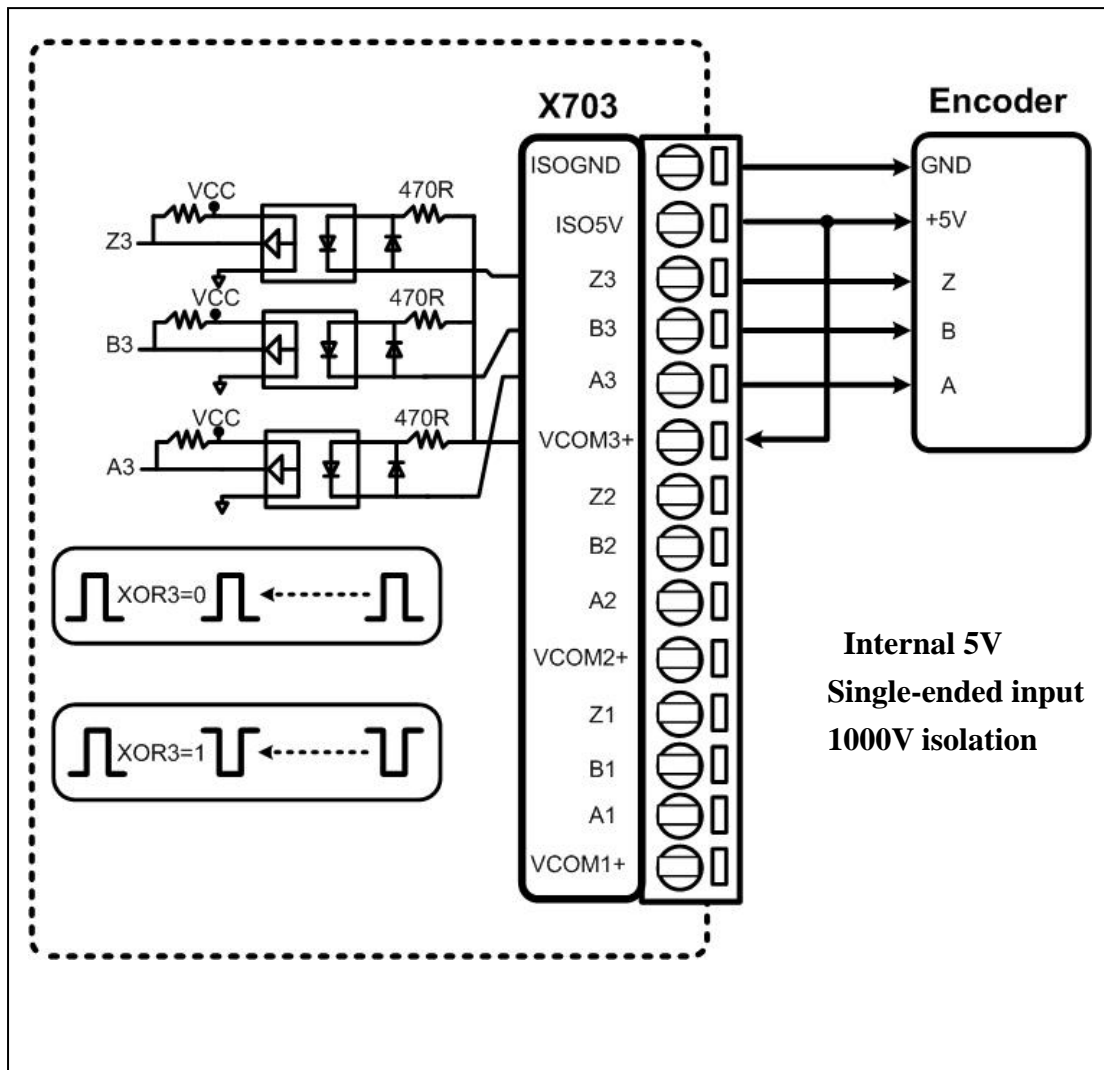 X703
Encoder
ISOGND
GND
ISO5V
+5V
Z3
Z
B3
B
A3
A
VCOM3+
Z2
B2
A2
VCOM2+
Z1
B1
A1
VCOM1+
VCC
470R
Z3
VCC
470R
B3
VCC
470R
A3
XOR3=0
XOR3=1
Internal 5V
Single-ended input
1000V isolation